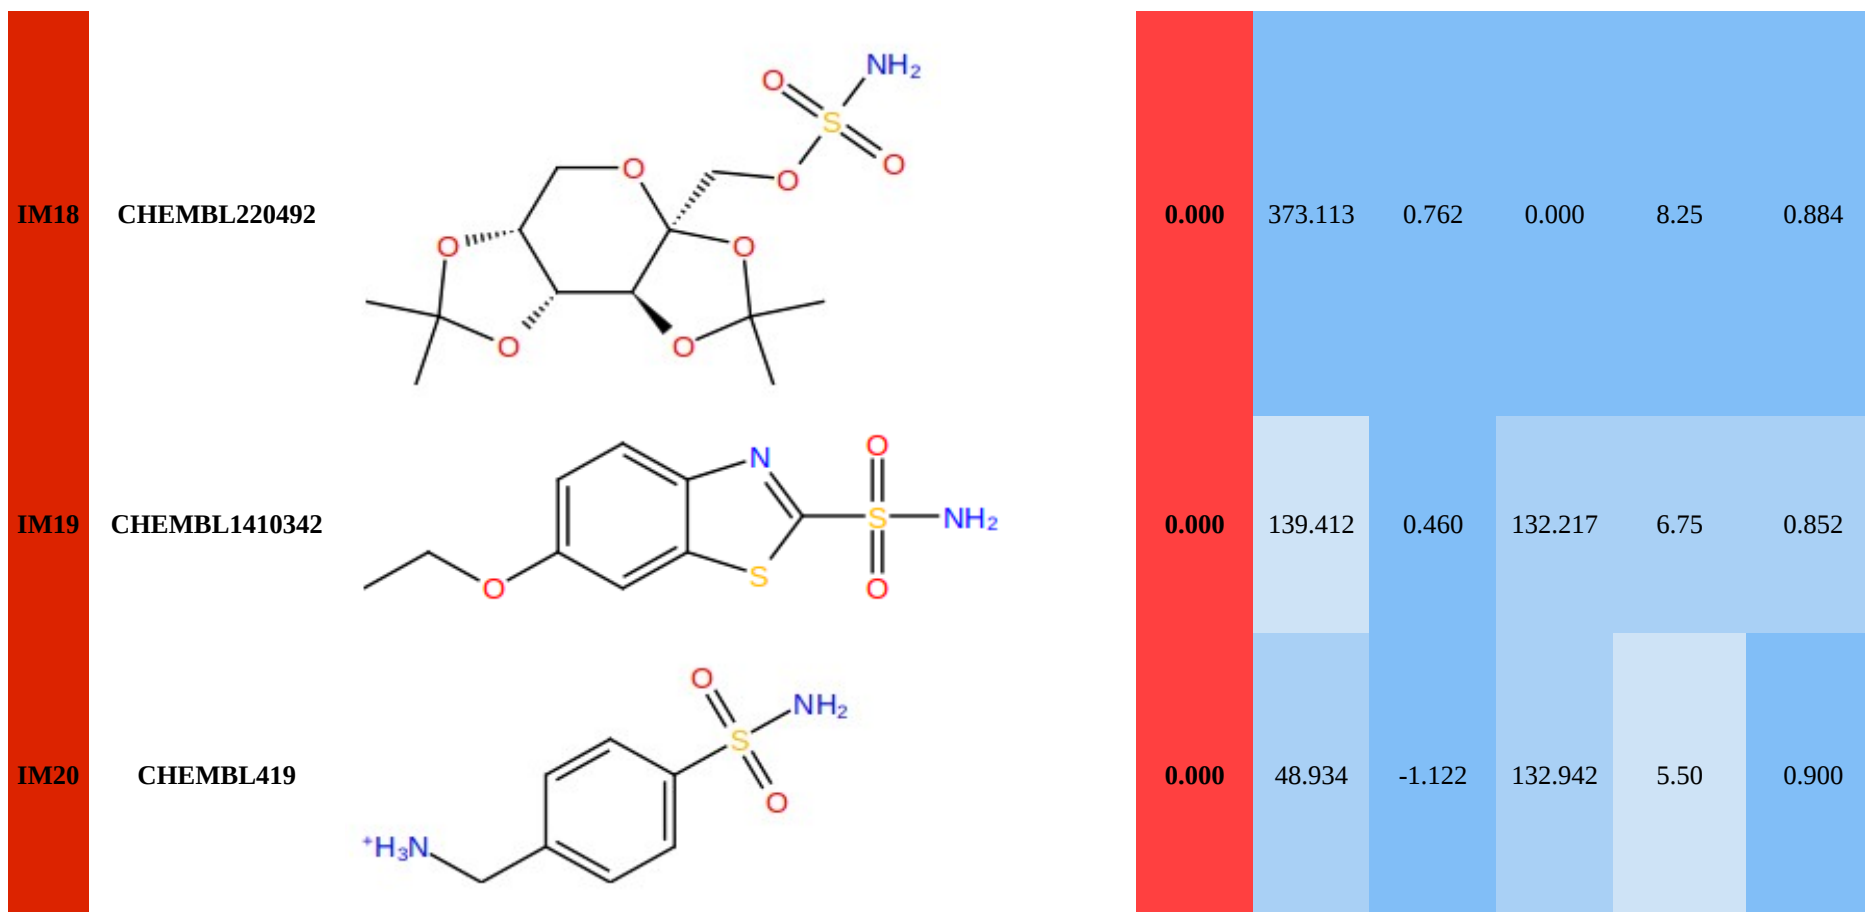 NH2
O
S
O
O
O
IM18 CHEMBL220492 0.000 373.113 0.762 0.000 8.25 0.884
O
O
O
O
O
N
IM19 CHEMBL1410342 S NH2 0.000 139.412 0.460 132.217 6.75 0.852
S
O
O
O
NH2
S
IM20 CHEMBL419 0.000 48.934 -1.122 132.942 5.50 0.900
O
+H3N